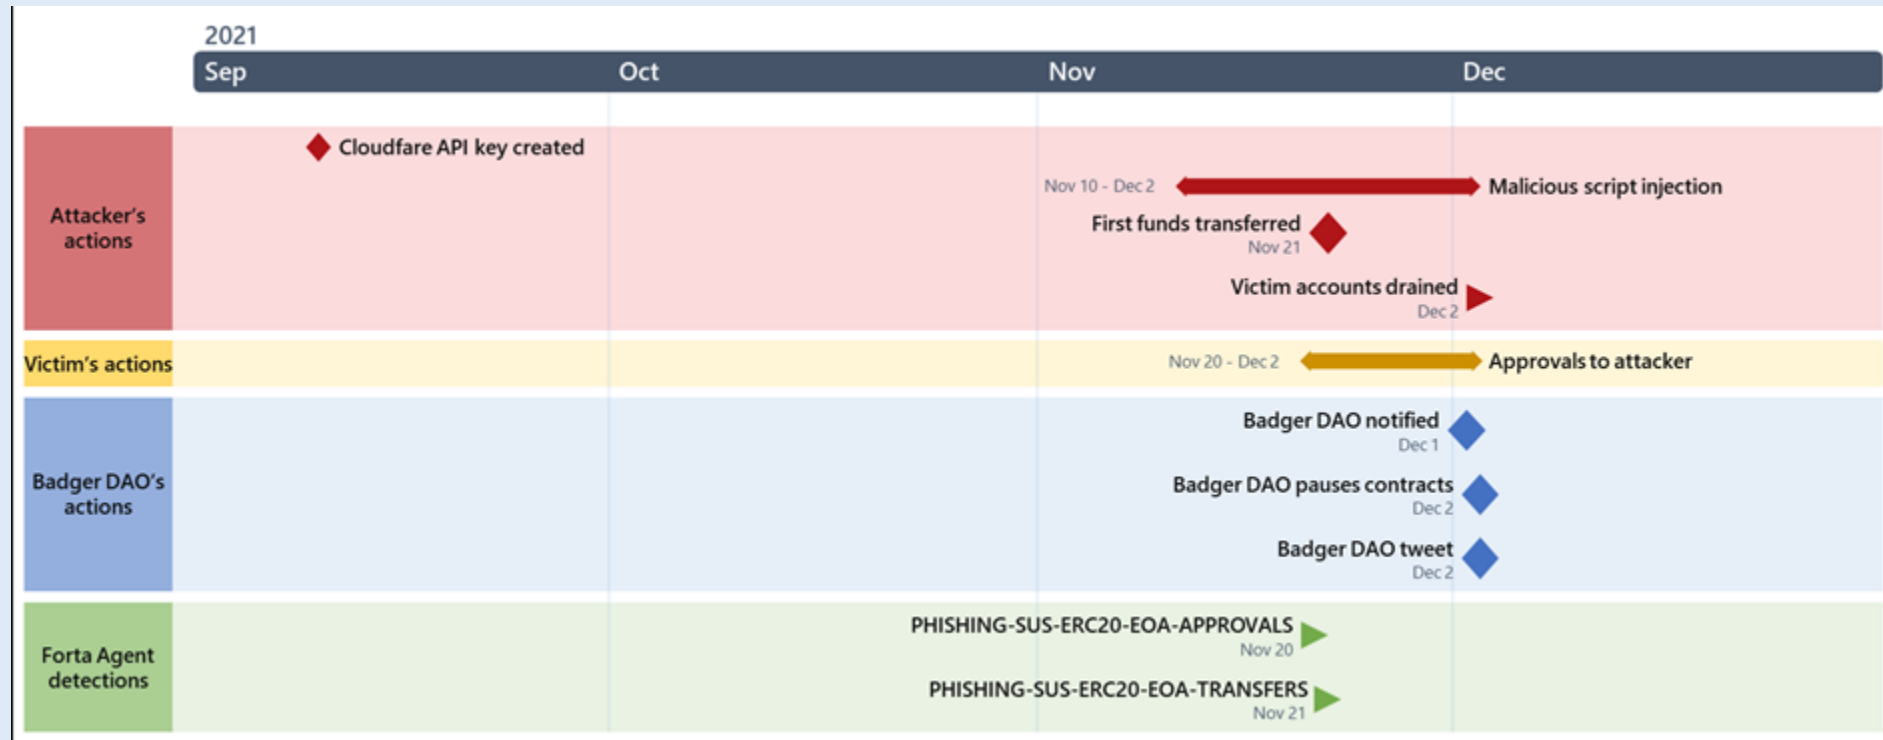 2021
Sep Oct Nov Dec
Attacker's
actions
Cloudfare API key created
Nov 10 - Dec 2 Malicious script injection
First funds transferred
Nov 21
Victim accounts drained
Dec 2
Victim's actions
Nov 20 - Dec 2 Approvals to attacker
Badger DAO's
actions
Badger DAO notified
Dec 1
Badger DAO pauses contracts
Dec 2
Badger DAO tweet
Dec 2
Forta Agent
detections
PHISHING-SUS-ERC20-EOA-APPROVALS
Nov 20
PHISHING-SUS-ERC20-EOA-TRANSFERS
Nov 21